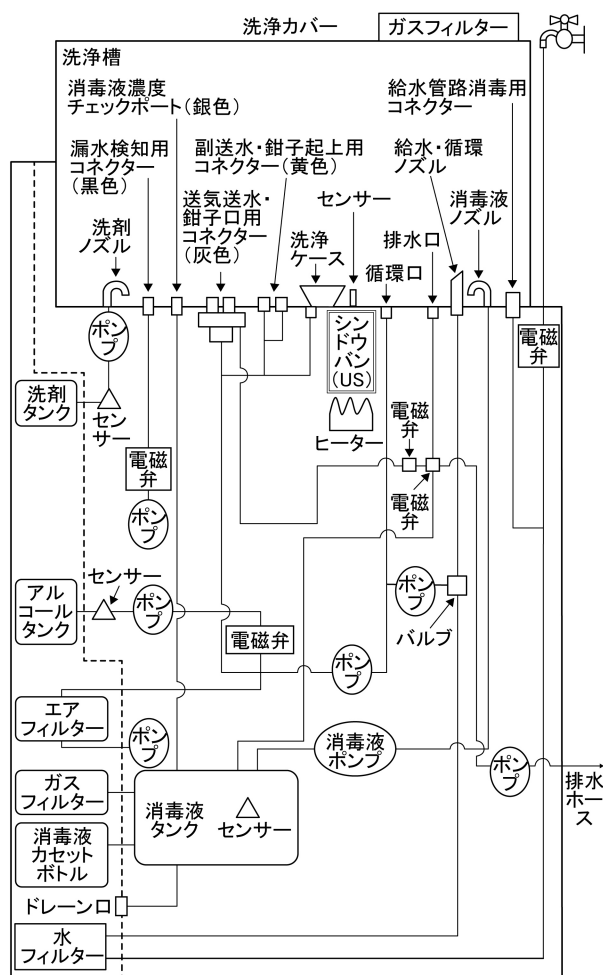 洗浄カバー
ガスフィルター
洗浄槽
消毒液濃度
チェックポート(銀色)
給水管路消毒用
コネクター
漏水検知用
コネクター
(黒色)
副送水・鉗子起上用
コネクター(黄色)
給水・循環
ノズル
送気送水・
鉗子口用
コネクター
(灰色)
センサー
消毒液
ノズル
洗剤
ノズル
洗浄
ケース
排水口
循環口
ポンプ
シン
ドウ
バン
(US)
電磁
弁
洗剤
タンク
セン
サー
ヒーター
電磁
弁
電磁
弁
電磁
弁
ポンプ
アル
コール
タンク
センサー
ポンプ
ポンプ
バルブ
電磁弁
ポンプ
エア
フィルター
ポンプ
消毒液
ポンプ
ポンプ
排水
ホース
ガス
フィルター
消毒液
タンク
センサー
消毒液
カセット
ボトル
ドレーン口
水
フィルター